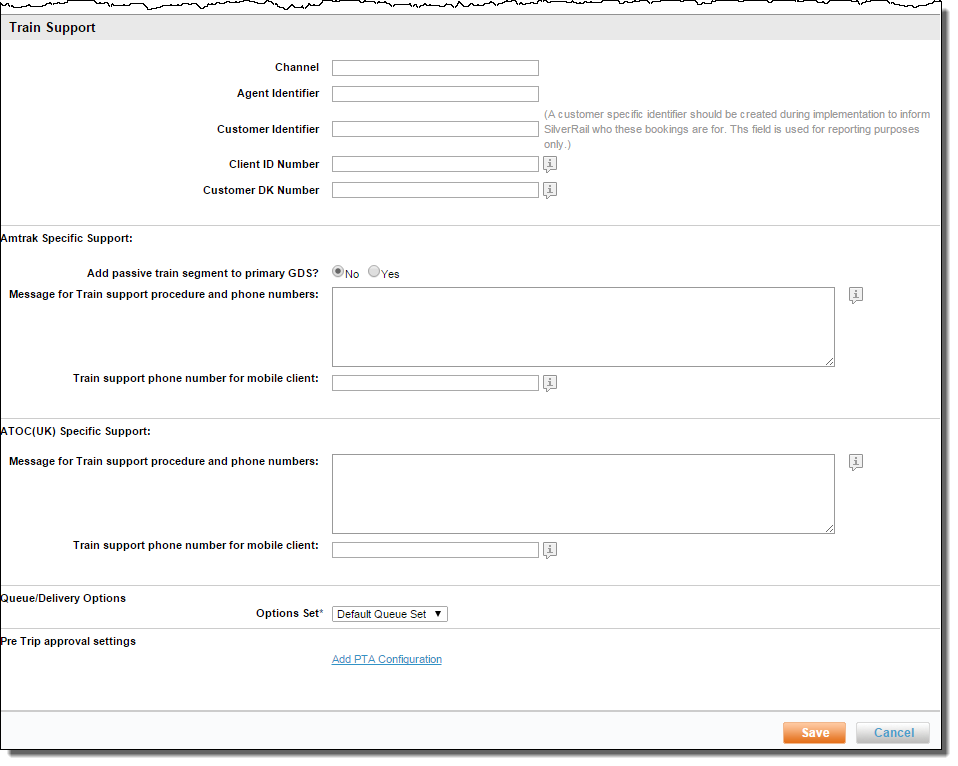 Train Support
Channel
Agent Identifier
Customer Identifier
(A customer specific identifier should be created during implementation to inform
SilverRail who these bookings are for. Ths field is used for reporting purposes
only.)
Client ID Number
Customer DK Number
Amtrak Specific Support:
Add passive train segment to primary GDS? No Yes
Message for Train support procedure and phone numbers:
Train support phone number for mobile client:
ATOC(UK) Specific Support:
Message for Train support procedure and phone numbers:
Train support phone number for mobile client:
Queue/Delivery Options
Options Set* Default Queue Set
Pre Trip approval settings
Add PTA Configuration
Save Cancel